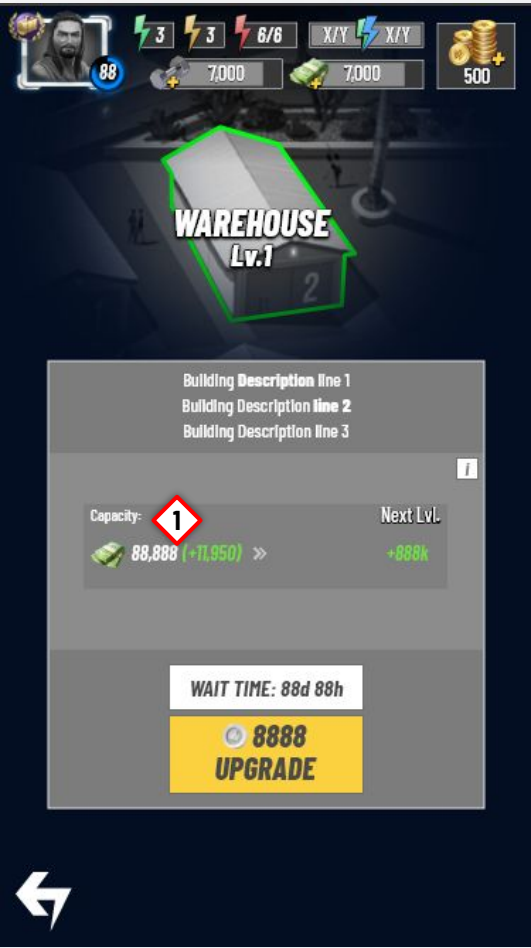 3 3 6/6 X/Y X/Y
88 7,000 7,000 500
WAREHOUSE
Lv.1
2
Building Description line 1
Building Description line 2
Building Description line 3
i
Capacity: 1 Next Lvl.
88,888 (+11,950) >> +888k
WAIT TIME: 88d 88h
8888
UPGRADE